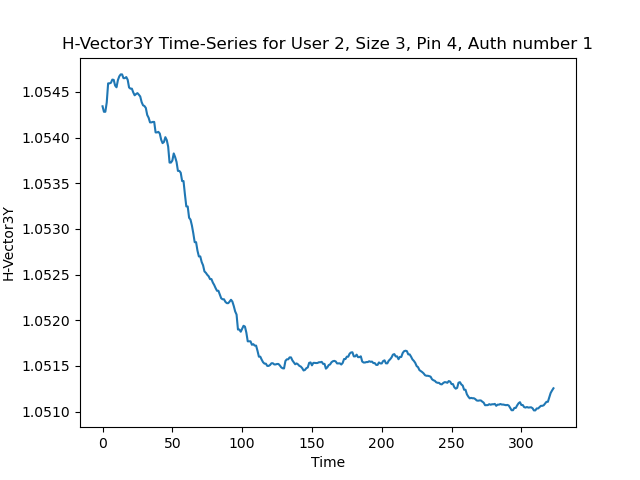 H-Vector3Y Time-Series for User 2, Size 3, Pin 4, Auth number 1
H-Vector3Y
1.0545
1.0540
1.0535
1.0530
1.0525
1.0520
1.0515
1.0510
0 50 100 150 200 250 300
Time